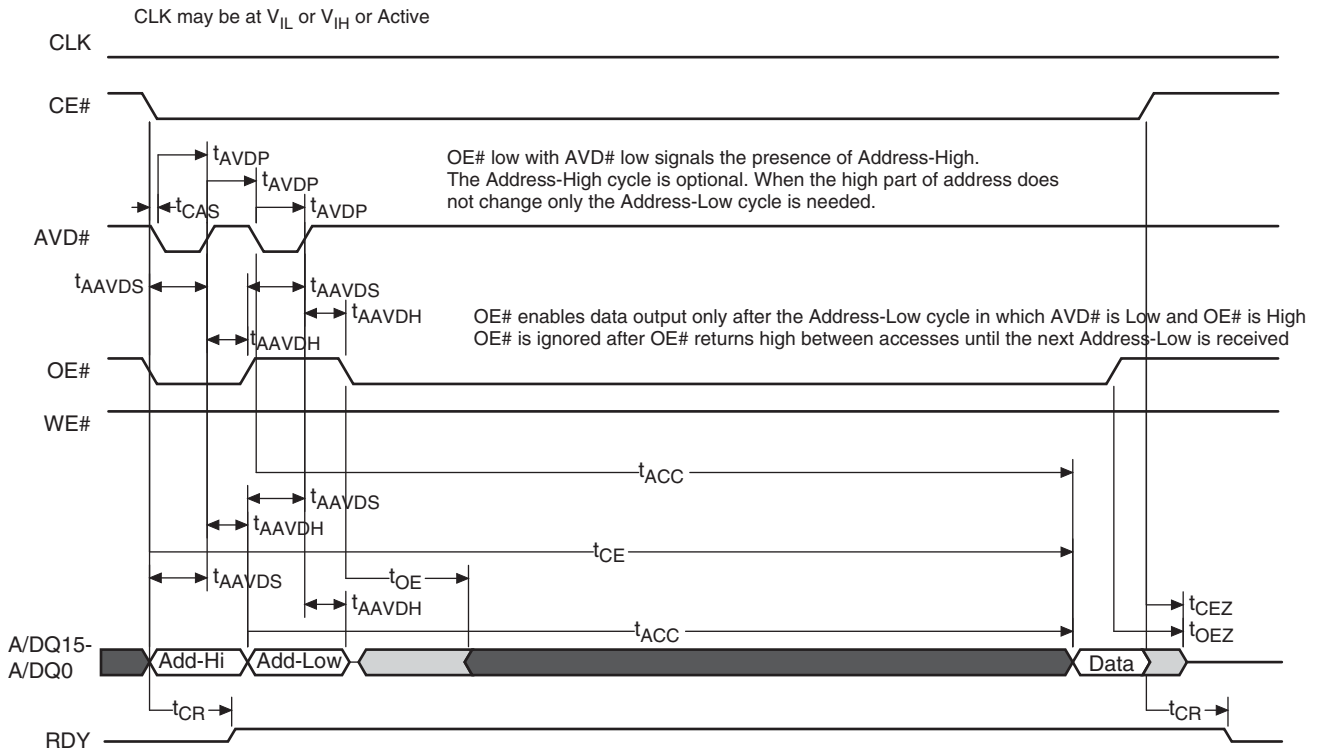 CLK may be at VIL or VIH or Active
CLK
CE#
tAVDP
tAVDP
tCAS
tAVDP
OE# low with AVD# low signals the presence of Address-High.
The Address-High cycle is optional. When the high part of address does
not change only the Address-Low cycle is needed.
AVD#
tAAVDS
tAAVDS
tAAVDH
tAAVDH
OE# enables data output only after the Address-Low cycle in which AVD# is Low and OE# is High
OE# is ignored after OE# returns high between accesses until the next Address-Low is received
OE#
WE#
tACC
tAAVDS
tAAVDH
tCE
tAAVDS
tOE
tAAVDH
tCEZ
tACC
tOEZ
A/DQ15-
A/DQ0
Add-Hi
Add-Low
Data
tCR
tCR
RDY